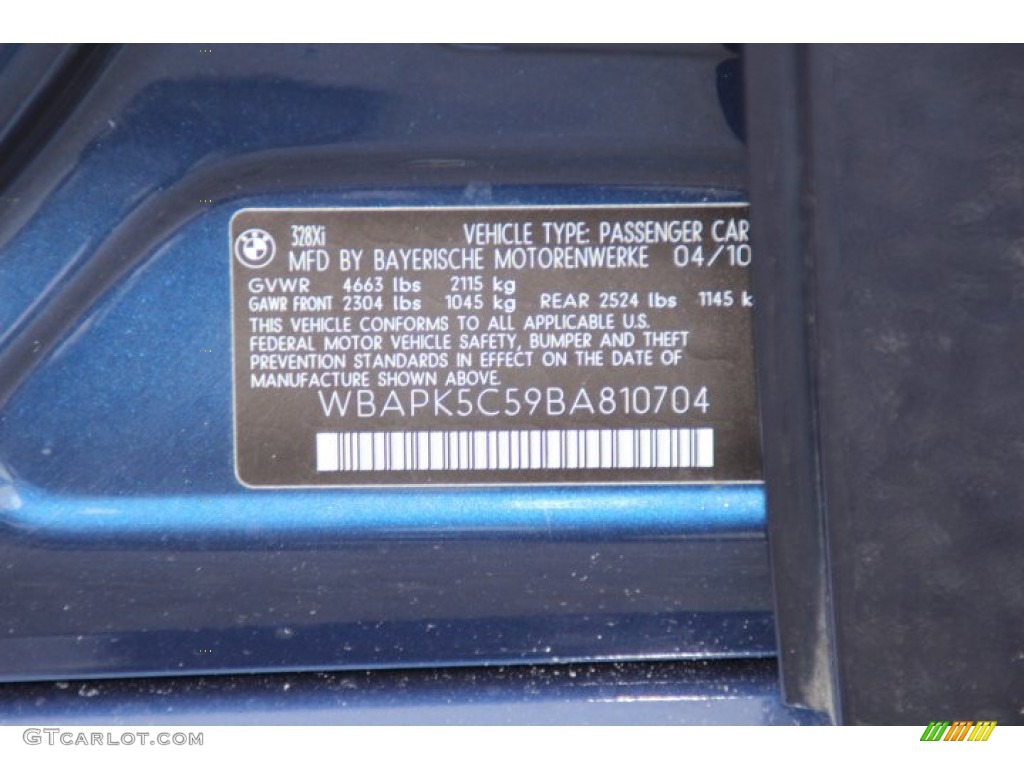 328Xi VEHICLE TYPE: PASSENGER CAR
MFD BY BAYERISCHE MOTORENWERKE 04/10
GVWR 4663 lbs 2115 kg
GAWR FRONT 2304 lbs 1045 kg REAR 2524 lbs 1145 k
THIS VEHICLE CONFORMS TO ALL APPLICABLE U.S.
FEDERAL MOTOR VEHICLE SAFETY, BUMPER AND THEFT
PREVENTION STANDARDS IN EFFECT ON THE DATE OF
MANUFACTURE SHOWN ABOVE.
WBAPK5C59BA810704
GTcarlot.com